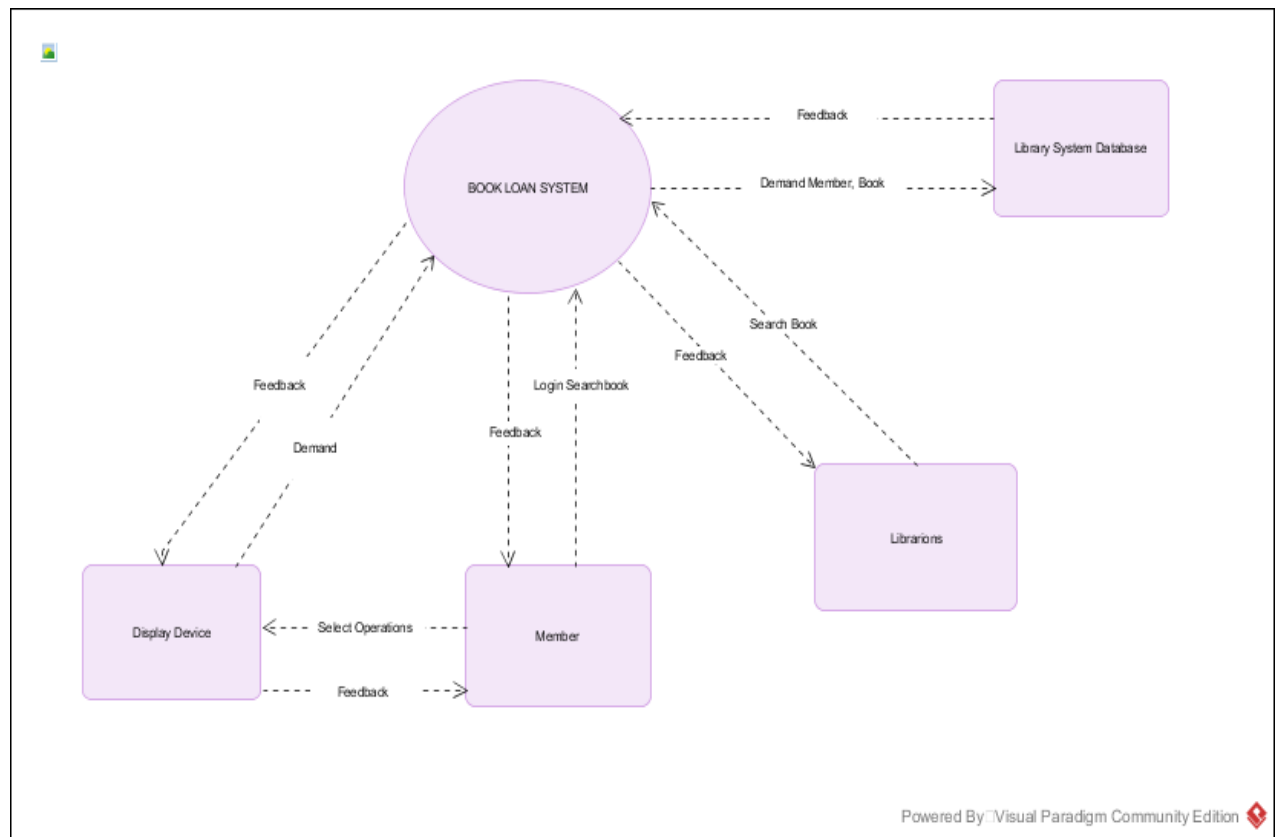 Feedback
Library System Database
BOOK LOAN SYSTEM
Demand Member, Book
Search Book
Feedback
Feedback
Login Searchbook
Feedback
Demand
Librarions
Display Device
Select Operations
Member
Feedback
Powered By Visual Paradigm Community Edition